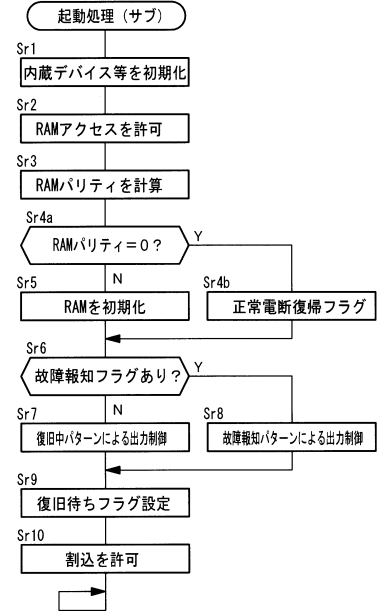 起動処理（サブ）
Sr1
内蔵デバイス等を初期化
Sr2
RAMアクセスを許可
Sr3
RAMパリティを計算
Sr4a
RAMパリティ＝0？
Y
N
Sr5
RAMを初期化
Sr4b
正常電断復帰フラグ
Sr6
故障報知フラグあり？
Y
N
Sr7
復旧中パターンによる出力制御
Sr8
故障報知パターンによる出力制御
Sr9
復旧待ちフラグ設定
Sr10
割込を許可